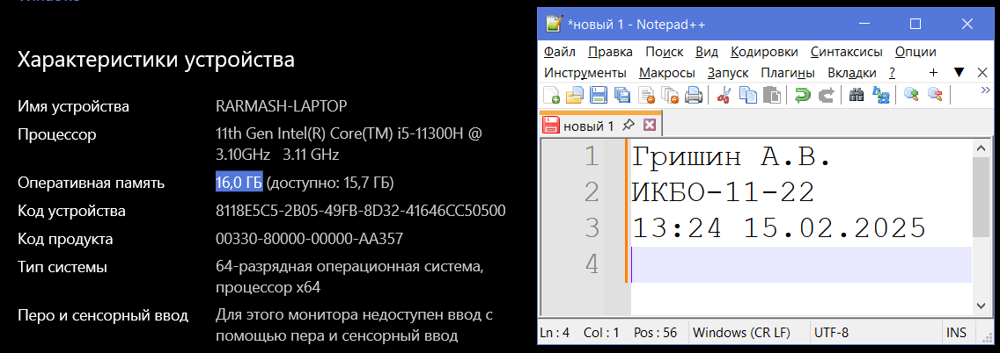 Характеристики устройства
Имя устройства RARMASH-LAPTOP
Процессор 11th Gen Intel(R) Core(TM) i5-11300H @
3.10GHz 3.11 GHz
Оперативная память 16,0 ГБ (доступно: 15,7 ГБ)
Код устройства 8118E5C5-2B05-49FB-8D32-41646CC50500
Код продукта 00330-80000-00000-AA357
Тип системы 64-разрядная операционная система,
процессор x64
Перо и сенсорный ввод Для этого монитора недоступен ввод с
помощью пера и сенсорный ввод
*новый 1 - Notepad++
Файл Правка Поиск Вид Кодировки Синтаксисы Опции
Инструменты Макросы Запуск Плагины Вкладки ?
новый 1
1 Гришин А.В.
2 ИКБО-11-22
3 13:24 15.02.2025
4
Ln : 4 Col : 1 Pos : 56 Windows (CR LF) UTF-8 INS